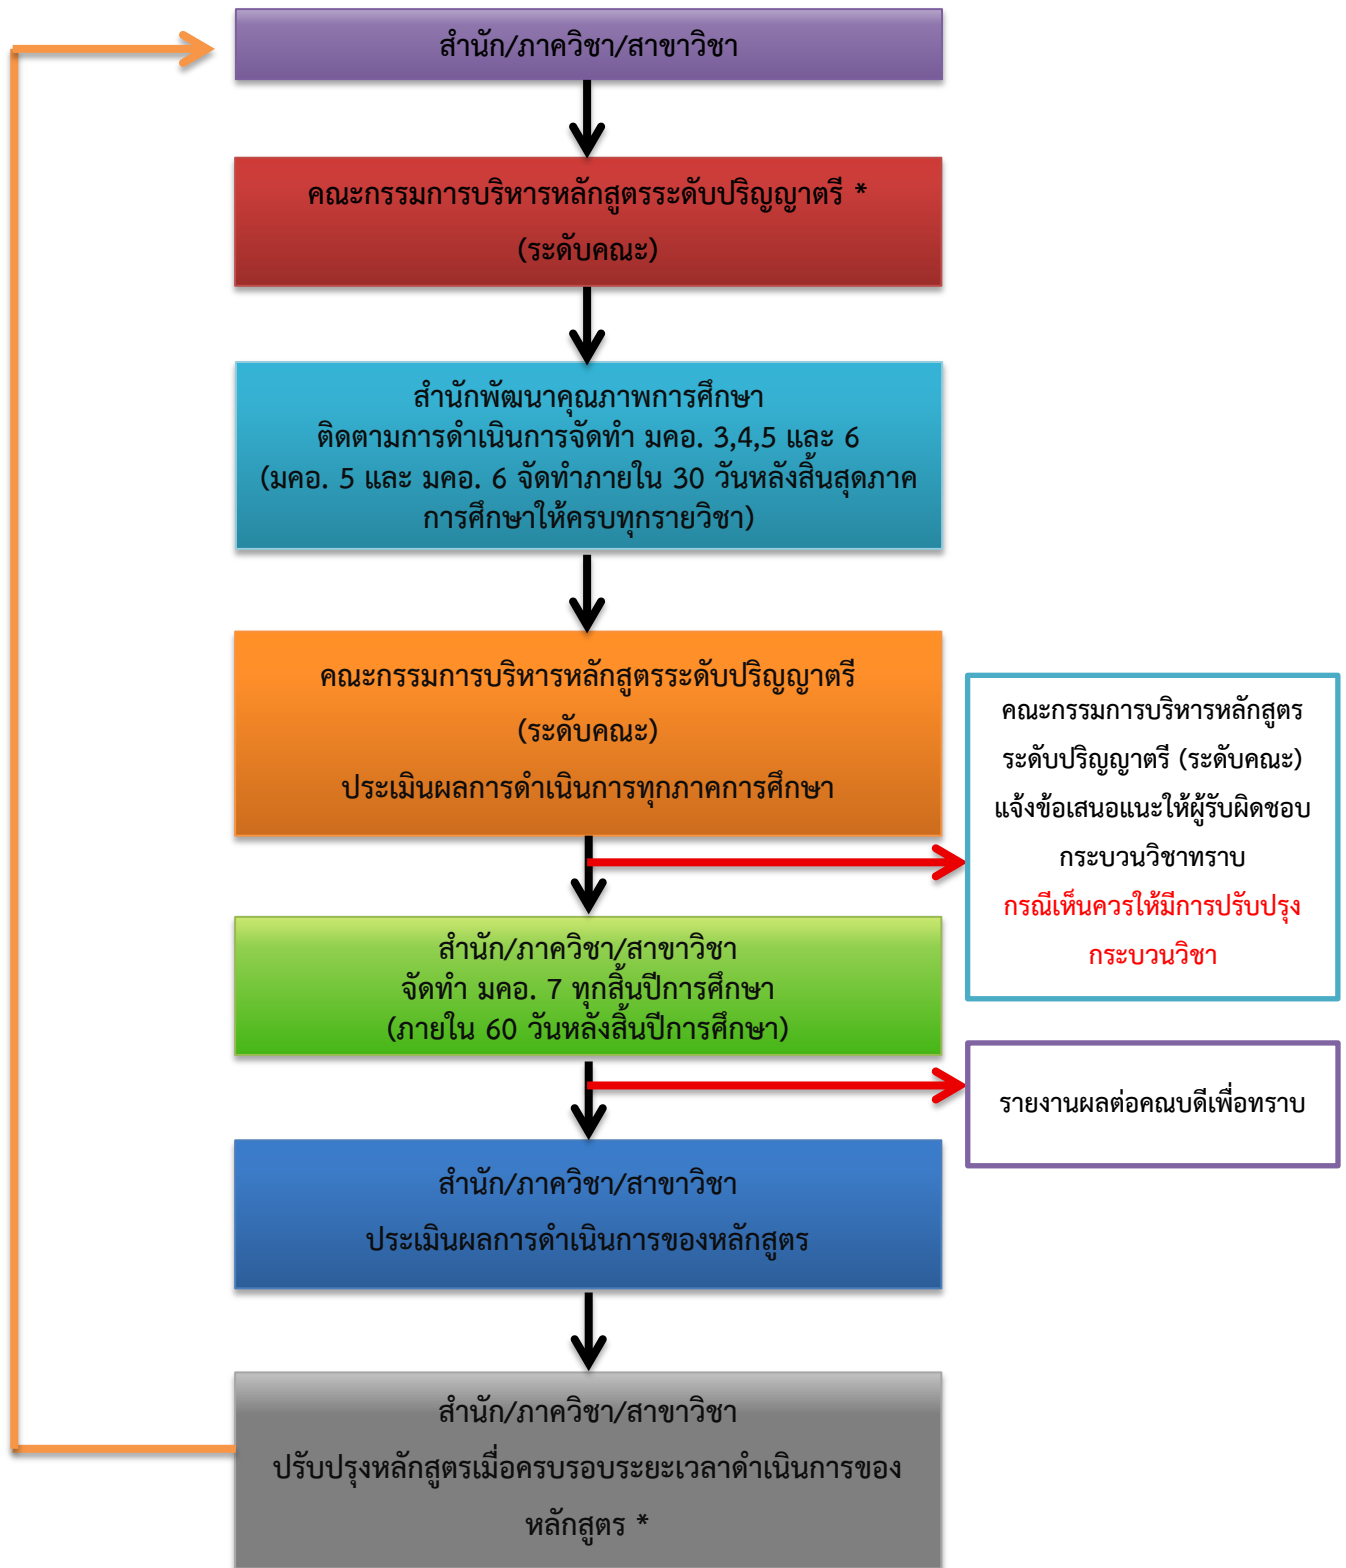 สำนัก/ภาควิชา/สาขาวิชา
คณะกรรมการบริหารหลักสูตรระดับปริญญาตรี *
(ระดับคณะ)
สำนักพัฒนาคุณภาพการศึกษา
ติดตามการดำเนินการจัดทำ มคอ. 3,4,5 และ 6
(มคอ. 5 และ มคอ. 6 จัดทำภายใน 30 วันหลังสิ้นสุดภาค
การศึกษาให้ครบทุกรายวิชา)
คณะกรรมการบริหารหลักสูตรระดับปริญญาตรี
(ระดับคณะ)
ประเมินผลการดำเนินการทุกภาคการศึกษา
คณะกรรมการบริหารหลักสูตร
ระดับปริญญาตรี (ระดับคณะ)
แจ้งข้อเสนอแนะให้ผู้รับผิดชอบ
กระบวนวิชาทราบ
กรณีเห็นควรให้มีการปรับปรุง
กระบวนวิชา
สำนัก/ภาควิชา/สาขาวิชา
จัดทำ มคอ. 7 ทุกสิ้นปีการศึกษา
(ภายใน 60 วันหลังสิ้นปีการศึกษา)
รายงานผลต่อคณบดีเพื่อทราบ
สำนัก/ภาควิชา/สาขาวิชา
ประเมินผลการดำเนินการของหลักสูตร
สำนัก/ภาควิชา/สาขาวิชา
ปรับปรุงหลักสูตรเมื่อครบรอบระยะเวลาดำเนินการของ
หลักสูตร *